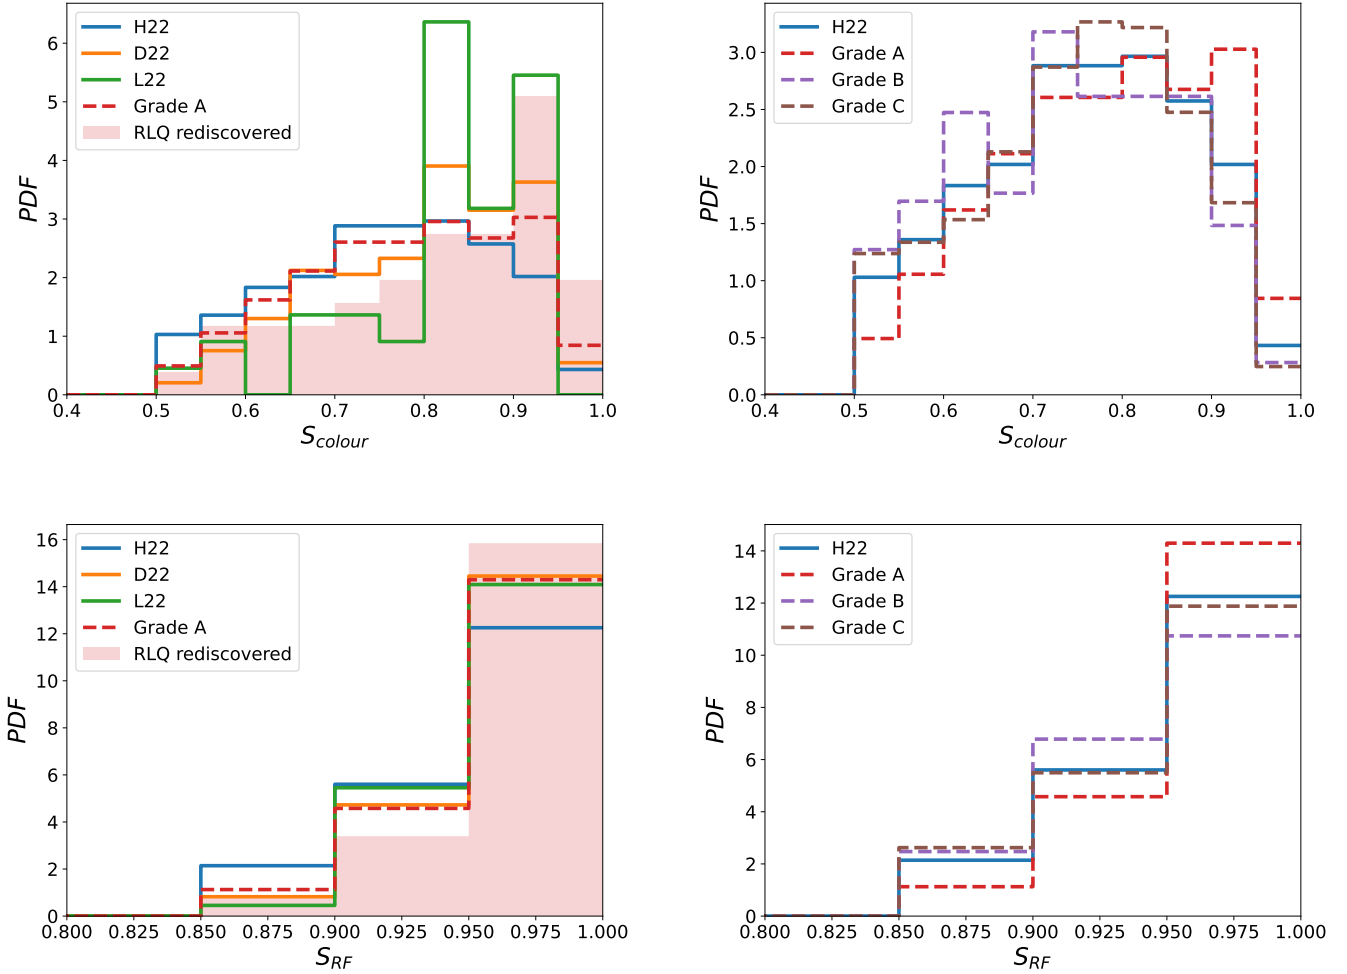 H22
D22
L22
Grade A
RLQ rediscovered
PDF
6
5
4
3
2
1
0
0.4 0.5 0.6 0.7 0.8 0.9 1.0
S_colour
H22
Grade A
Grade B
Grade C
PDF
3.0
2.5
2.0
1.5
1.0
0.5
0.0
0.4 0.5 0.6 0.7 0.8 0.9 1.0
S_colour
H22
D22
L22
Grade A
RLQ rediscovered
PDF
16
14
12
10
8
6
4
2
0
0.800 0.825 0.850 0.875 0.900 0.925 0.950 0.975 1.000
S_RF
H22
Grade A
Grade B
Grade C
PDF
14
12
10
8
6
4
2
0
0.800 0.825 0.850 0.875 0.900 0.925 0.950 0.975 1.000
S_RF